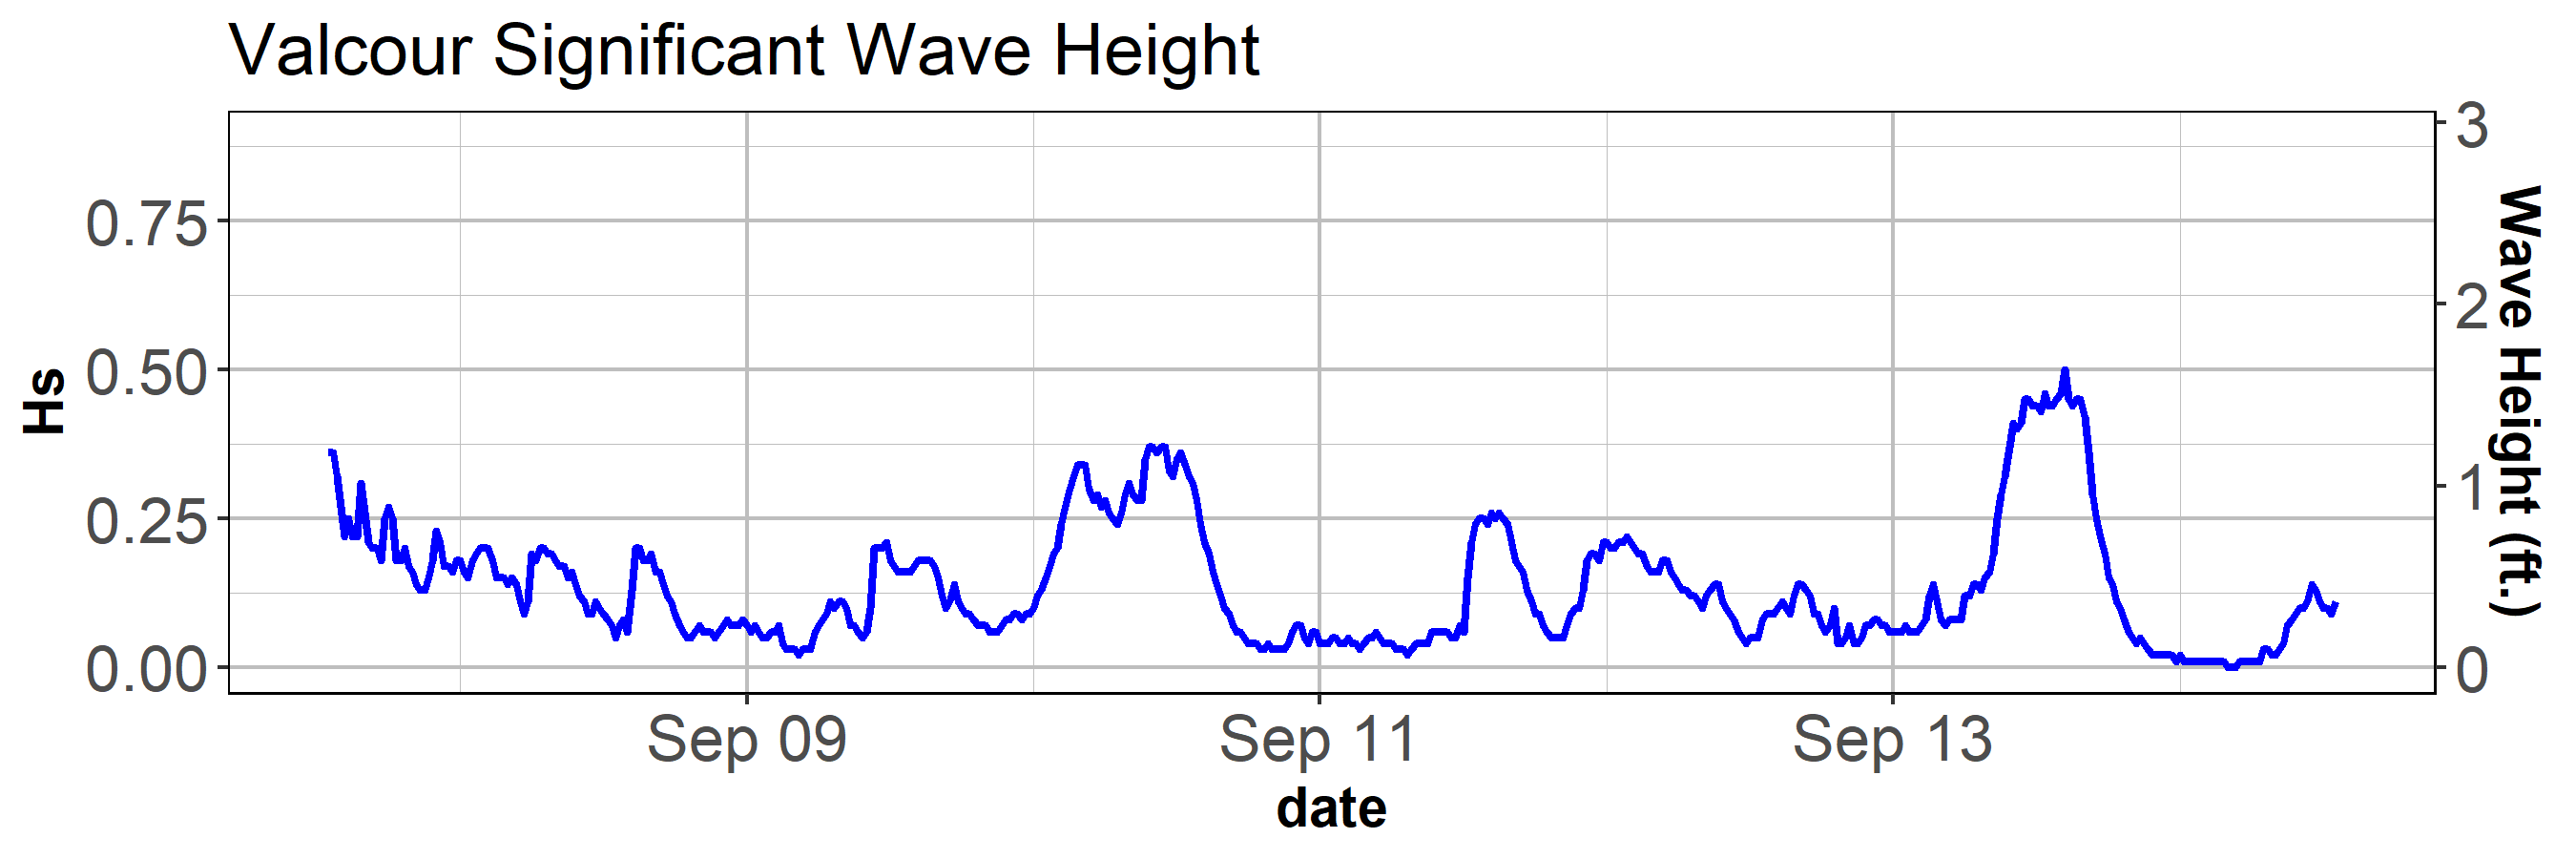 Valcour Significant Wave Height
Hs
0.75
0.50
0.25
0.00
3
2
1
0
Wave Height (ft.)
Sep 09
Sep 11
Sep 13
date